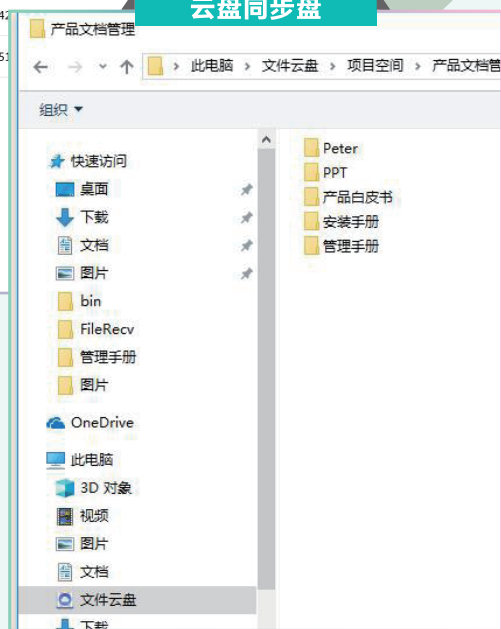 云盘同步盘
42
产品文档管理
51
此电脑 > 文件云盘 > 项目空间 > 产品文档管
组织
快速访问
桌面
下载
文档
图片
bin
FileRecv
管理手册
图片
OneDrive
此电脑
3D 对象
视频
图片
文档
文件云盘
下载
Peter
PPT
产品白皮书
安装手册
管理手册